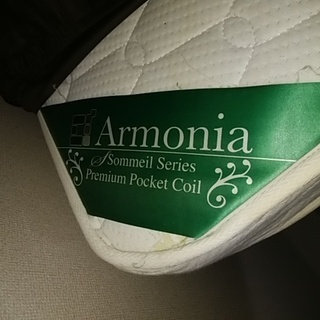 Armonia
Sommeil Series
Premium Pocket Coil